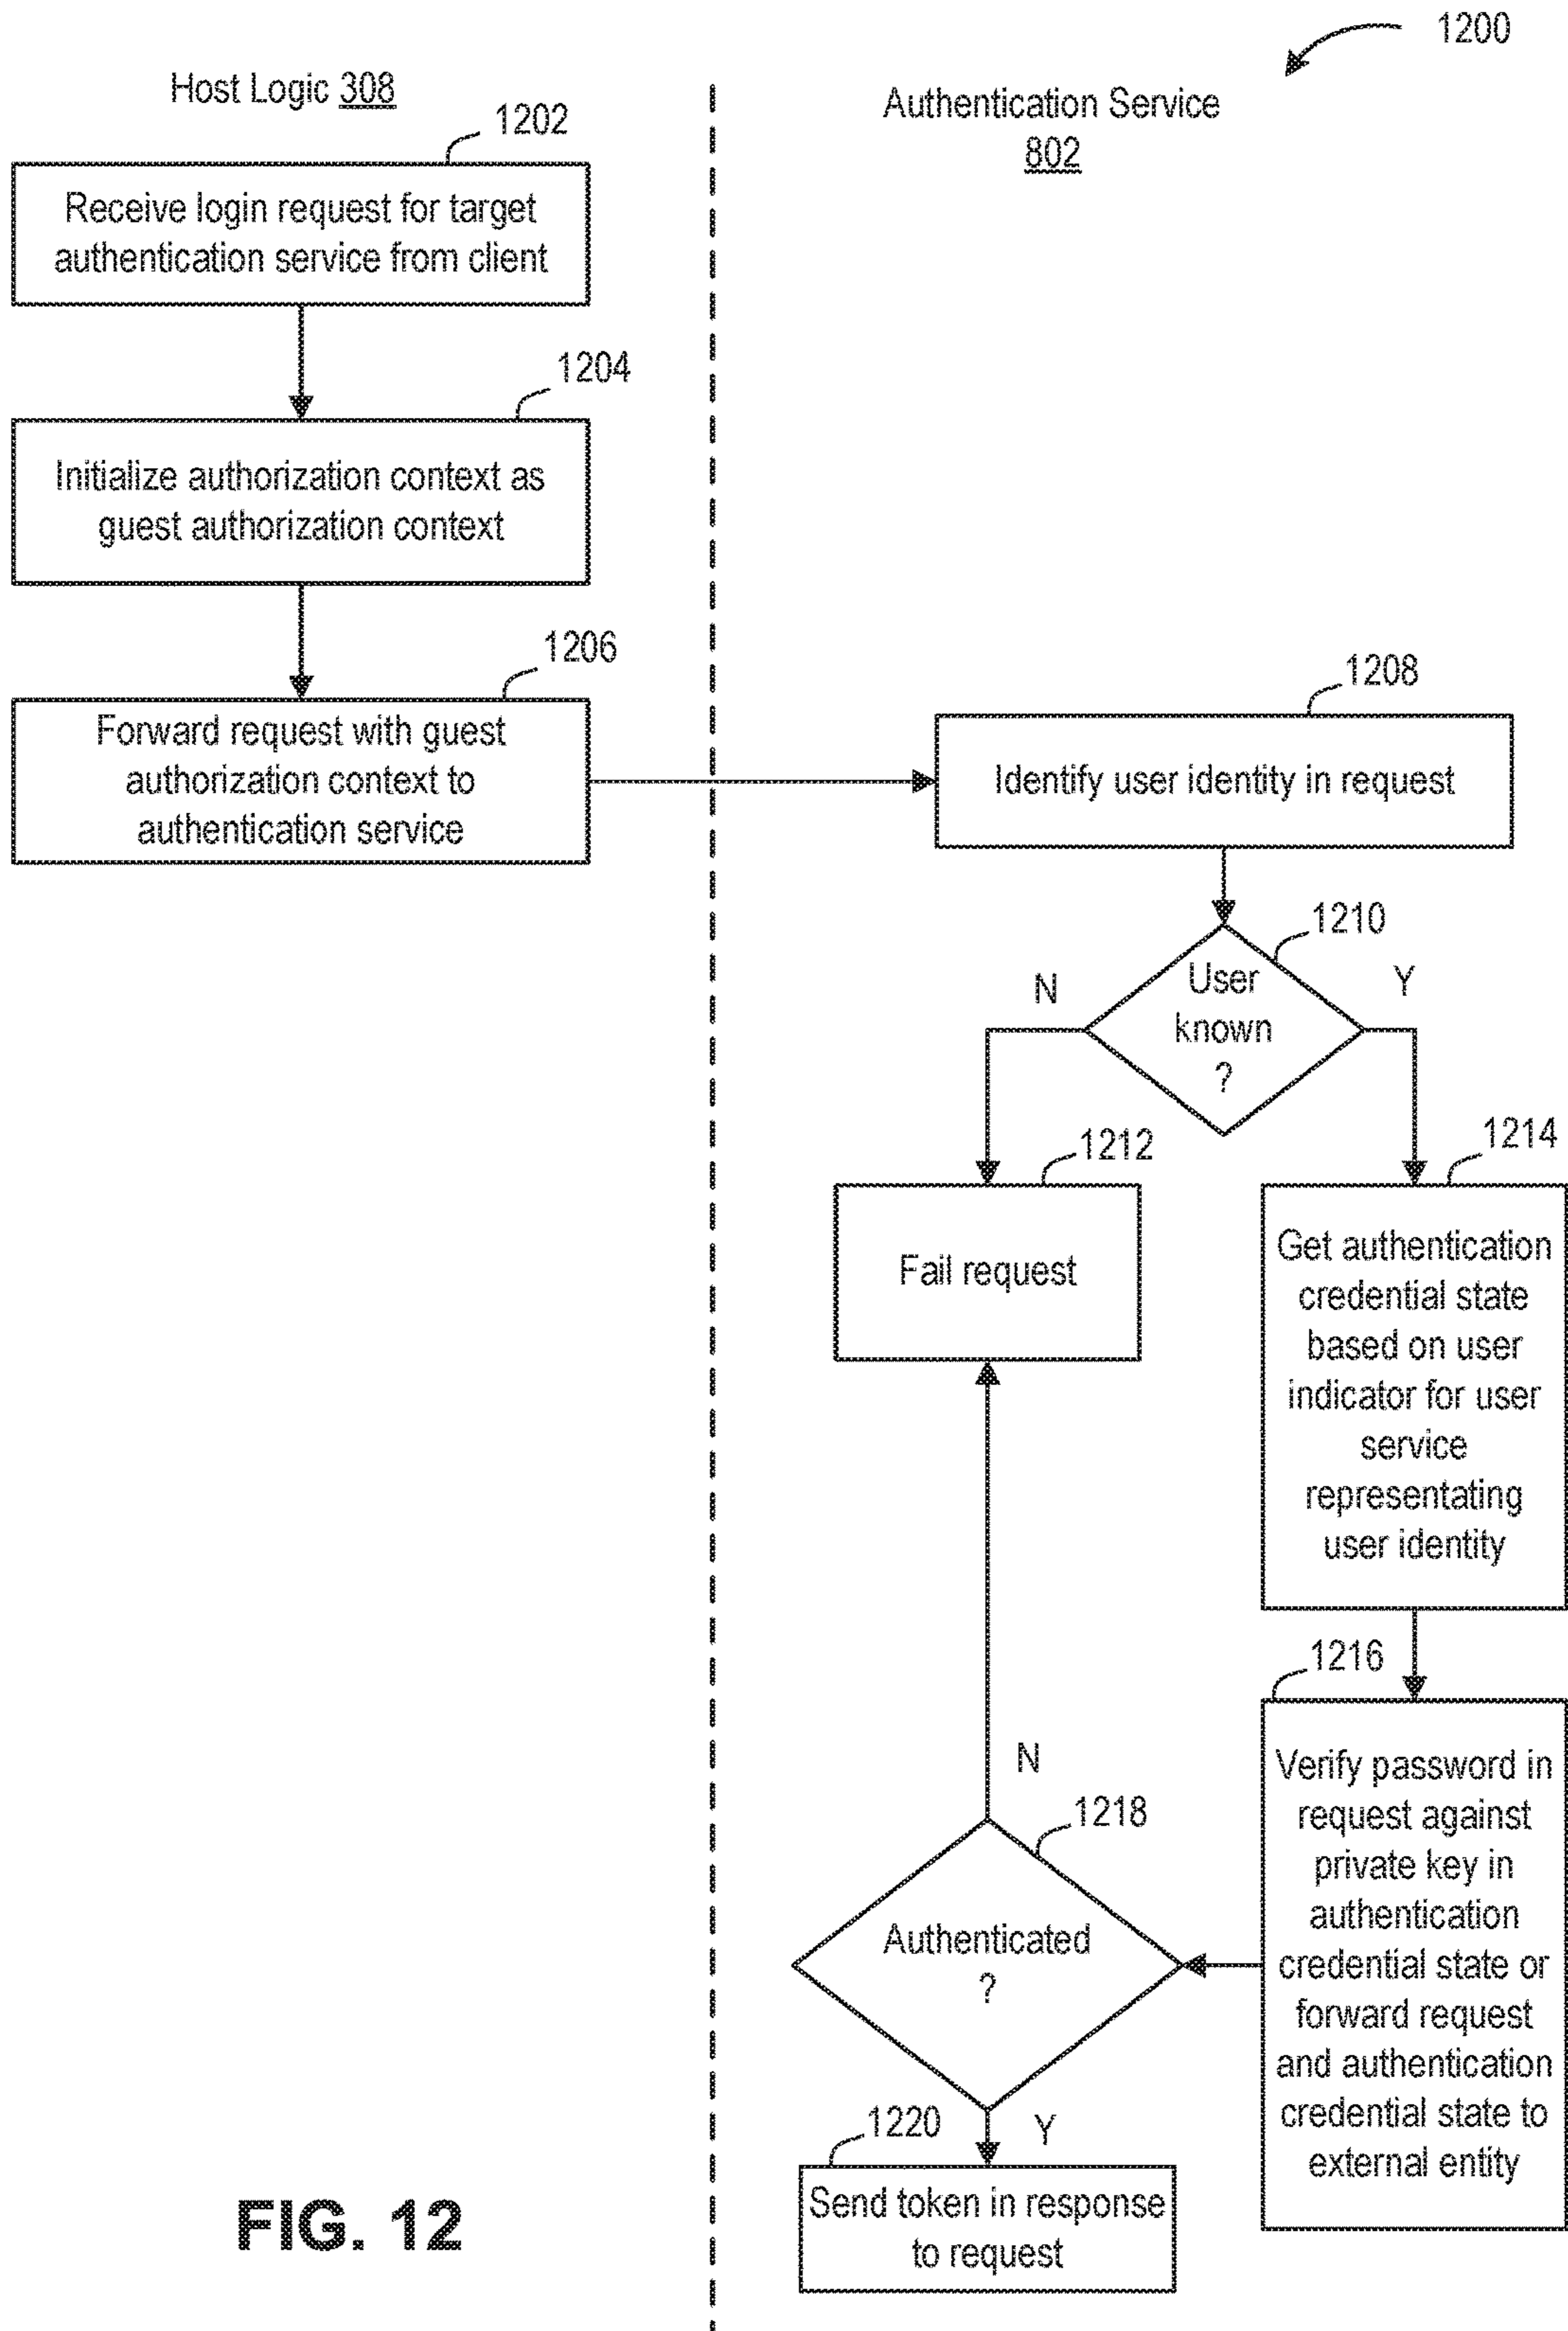 1200
Host Logic 308
Authentication Service
802
1202
Receive login request for target
authentication service from client
1204
Initialize authorization context as
guest authorization context
1206
Forward request with guest
authorization context to
authentication service
1208
Identify user identity in request
1210
User
known
?
N
Y
1212
Fail request
1214
Get authentication
credential state
based on user
indicator for user
service
representating
user identity
1216
Verify password in
request against
private key in
authentication
credential state or
forward request
and authentication
credential state to
external entity
N
1218
Authenticated
?
Y
1220
Send token in response
to request
FIG. 12